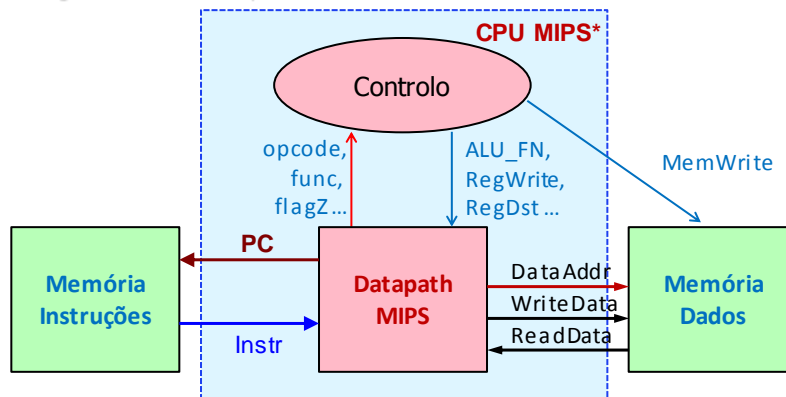 CPU MIPS*
Controlo
opcode,
func,
flagZ...
ALU_FN,
RegWrite,
RegDst...
MemWrite
PC
Memória
Instruções
Instr
Datapath
MIPS
DataAddr
WriteData
ReadData
Memória
Dados